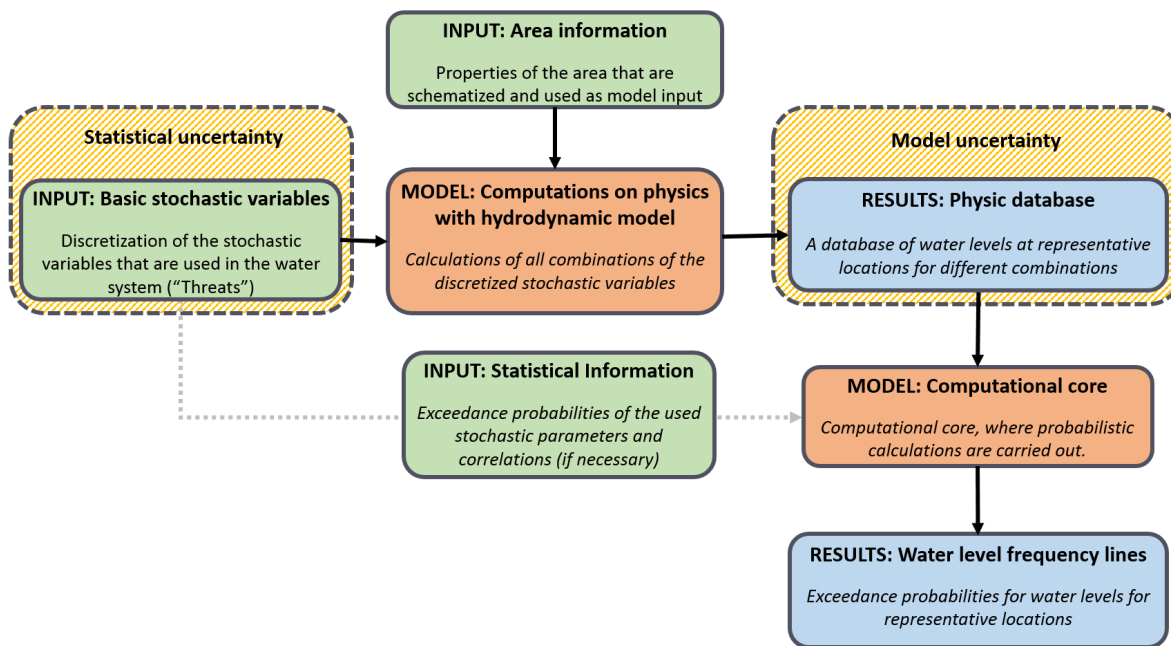 INPUT: Area information
Properties of the area that are
schematized and used as model input
Statistical uncertainty
INPUT: Basic stochastic variables
Discretization of the stochastic
variables that are used in the water
system (“Threats”)
MODEL: Computations on physics
with hydrodynamic model
Calculations of all combinations of the
discretized stochastic variables
Model uncertainty
RESULTS: Physic database
A database of water levels at representative
locations for different combinations
INPUT: Statistical Information
Exceedance probabilities of the used
stochastic parameters and
correlations (if necessary)
MODEL: Computational core
Computational core, where probabilistic
calculations are carried out.
RESULTS: Water level frequency lines
Exceedance probabilities for water levels for
representative locations